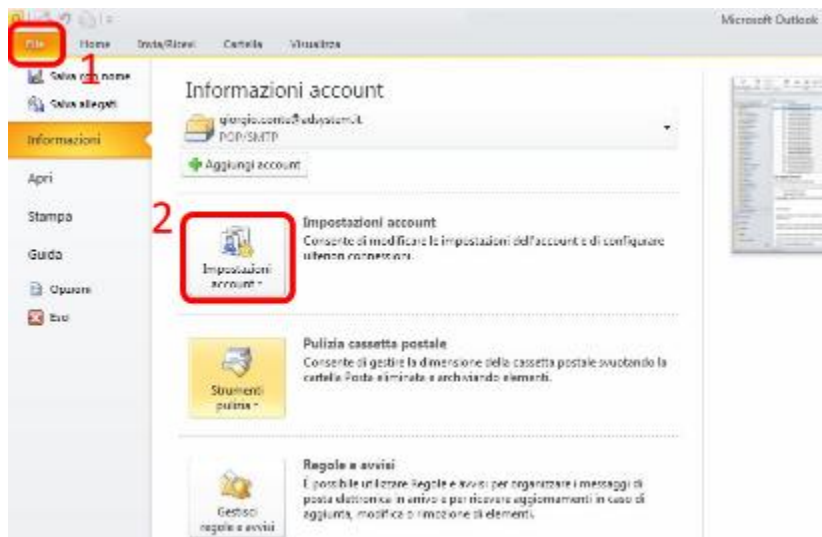 Microsoft Outlook
File Home Invia/Ricevi Cartella Visualizza
1
Salva con nome
Salva allegati
Informazioni
Apri
Stampa
Guida
Opzioni
Esci
Informazioni account
giorgio.conte@adsystem.it
POP/SMTP
Aggiungi account
2
Impostazioni account
Impostazioni account
Consente di modificare le impostazioni dell'account e di configurare
ulteriori connessioni.
Strumenti pulizia
Pulizia cassetta postale
Consente di gestire la dimensione della cassetta postale svuotando la
cartella Posta eliminata e archiviando elementi.
Gestisci regole e avvisi
Regole e avvisi
È possibile utilizzare Regole e avvisi per organizzare i messaggi di
posta elettronica in arrivo e per ricevere aggiornamenti in caso di
aggiunta, modifica o rimozione di elementi.